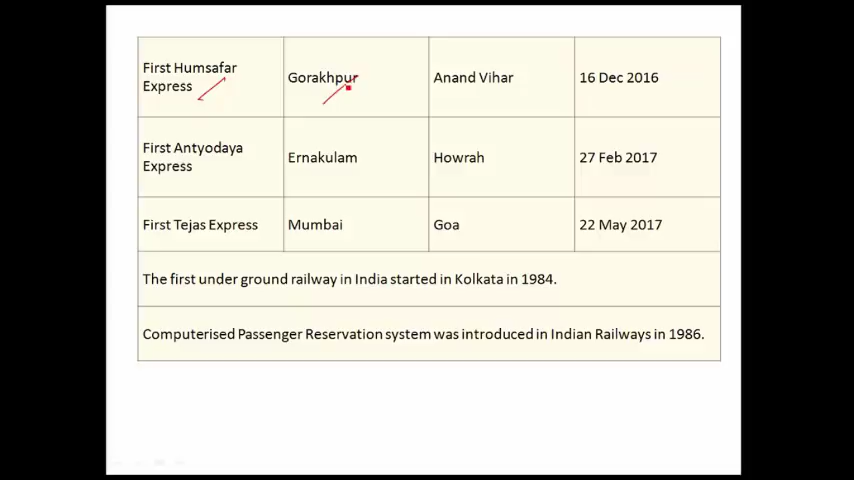 First Humsafar Express Gorakhpur Anand Vihar 16 Dec 2016
First Antyodaya Express Ernakulam Howrah 27 Feb 2017
First Tejas Express Mumbai Goa 22 May 2017
The first under ground railway in India started in Kolkata in 1984.
Computerised Passenger Reservation system was introduced in Indian Railways in 1986.